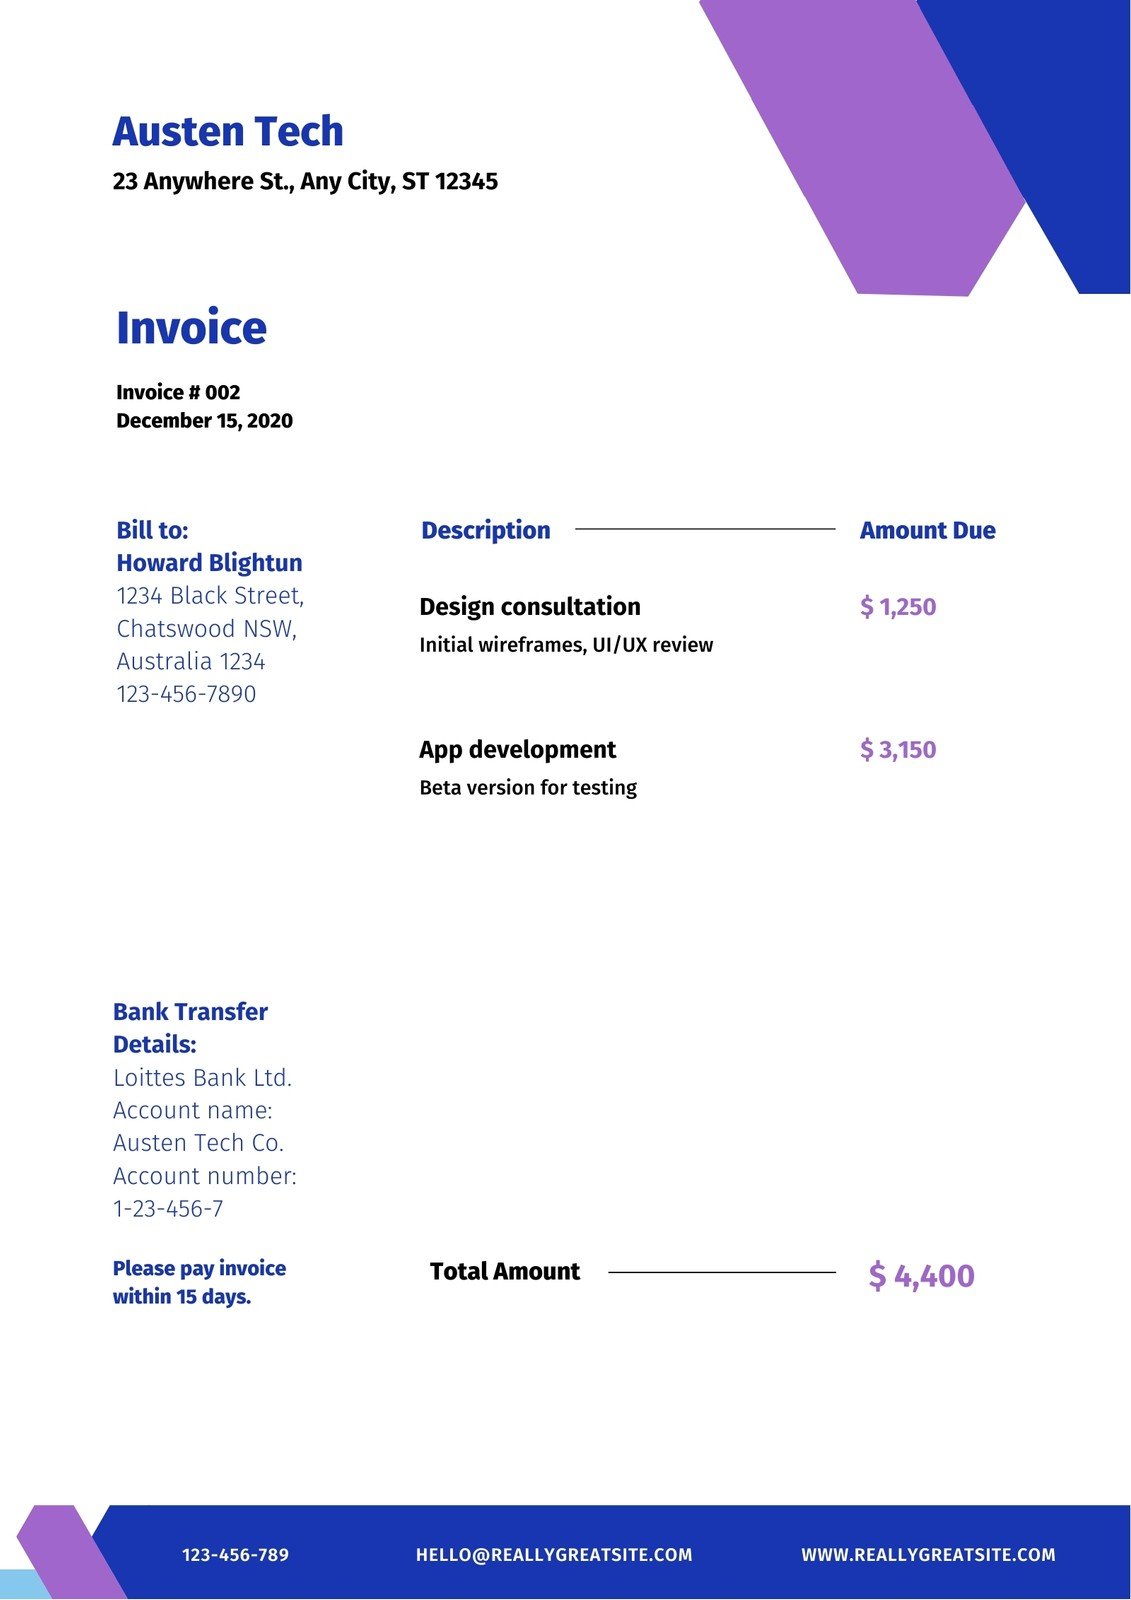 Austen Tech
23 Anywhere St., Any City, ST 12345
Invoice
Invoice # 002
December 15, 2020
Bill to:
Howard Blightun
1234 Black Street,
Chatswood NSW,
Australia 1234
123-456-7890
Description Amount Due
Design consultation $ 1,250
Initial wireframes, UI/UX review
App development $ 3,150
Beta version for testing
Bank Transfer
Details:
Loittes Bank Ltd.
Account name:
Austen Tech Co.
Account number:
1-23-456-7
Please pay invoice
within 15 days.
Total Amount $ 4,400
123-456-789 HELLO@REALLYGREATSITE.COM WWW.REALLYGREATSITE.COM